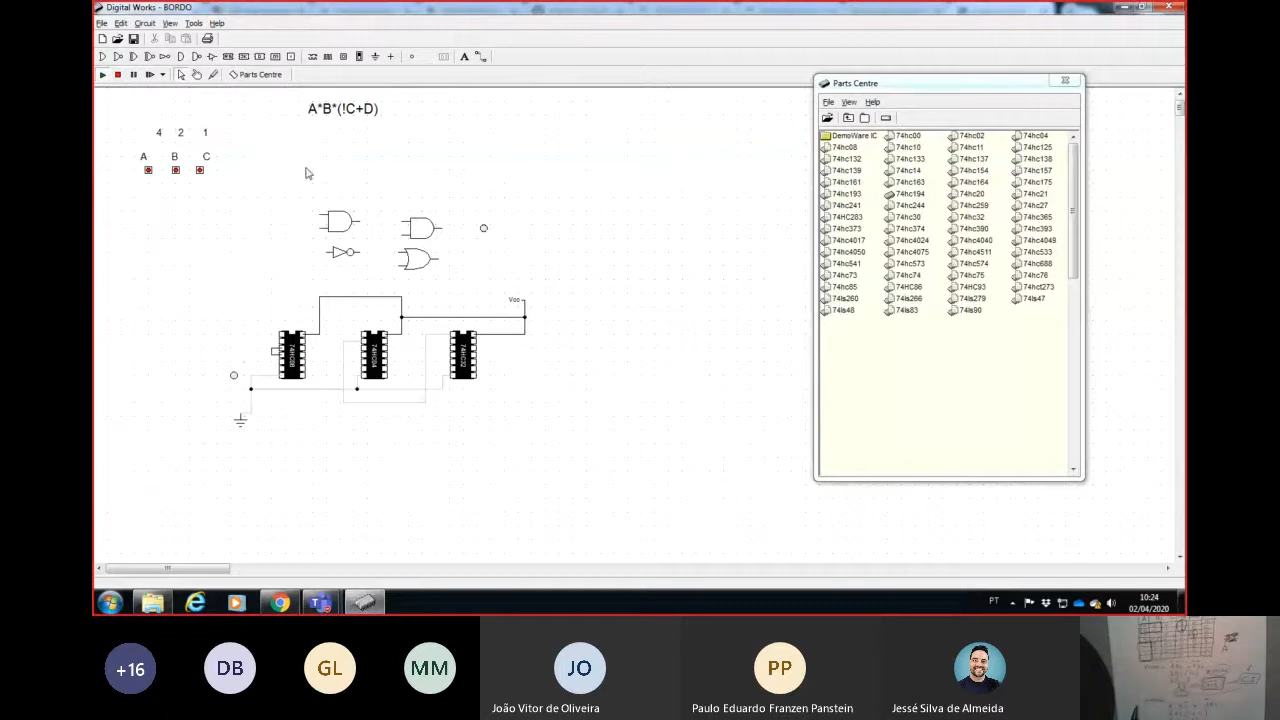 Digital Works - BORDO
File Edit Circuit View Tools Help
Parts Centre
A*B*(!C+D)
4 2 1
A B C
Vcc
74HC08 74HC04 74HC32
Parts Centre
File View Help
DemoWare IC 74hc00 74hc02 74hc04
74hc08 74hc10 74hc11 74hc125
74hc132 74hc133 74hc137 74hc138
74hc139 74hc14 74hc154 74hc157
74hc161 74hc163 74hc164 74hc175
74hc193 74hc194 74hc20 74hc21
74hc241 74hc244 74hc259 74hc27
74HC283 74hc30 74hc32 74hc365
74hc373 74hc374 74hc390 74hc393
74hc4017 74hc4024 74hc4040 74hc4049
74hc4050 74hc4075 74hc4511 74hc533
74hc541 74hc573 74hc574 74hc688
74hc73 74hc74 74hc75 74hc76
74hc85 74HC86 74HC93 74hct273
74ls260 74ls266 74ls279 74ls47
74ls48 74ls83 74ls90
PT 10:24
02/04/2020
+16 DB GL MM JO PP
João Vitor de Oliveira Paulo Eduardo Franzen Panstein Jessé Silva de Almeida